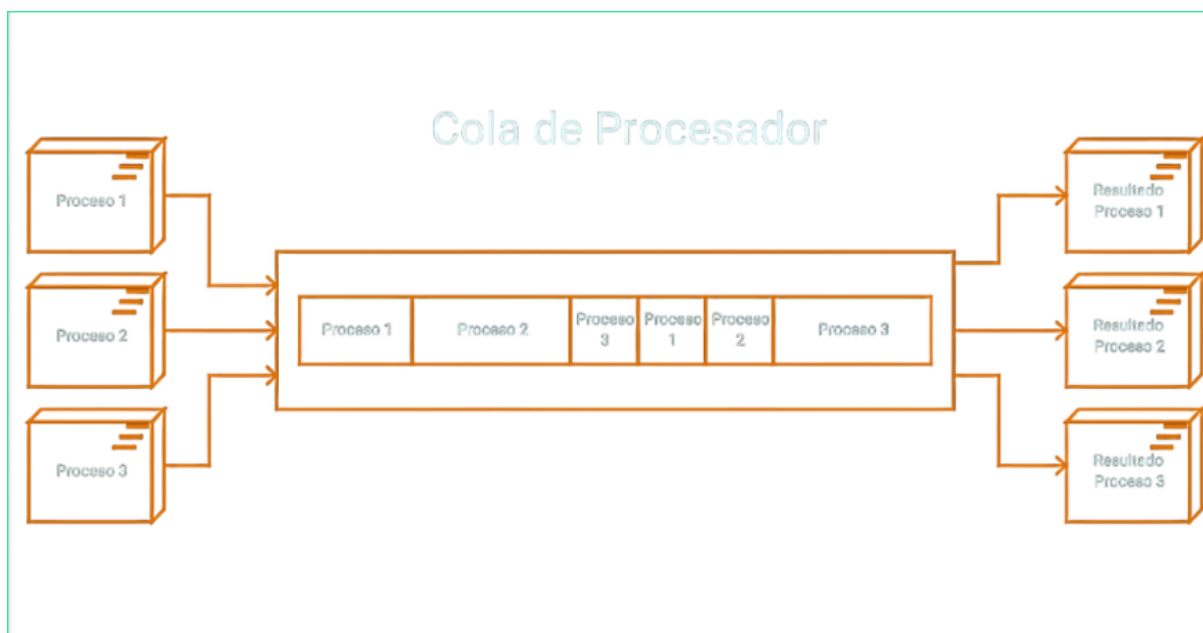 Cola de Procesador
Proceso 1
Proceso 2
Proceso 3
Proceso 1
Proceso 2
Proceso
3
Proceso
1
Proceso
2
Proceso 3
Resultado
Proceso 1
Resultado
Proceso 2
Resultado
Proceso 3